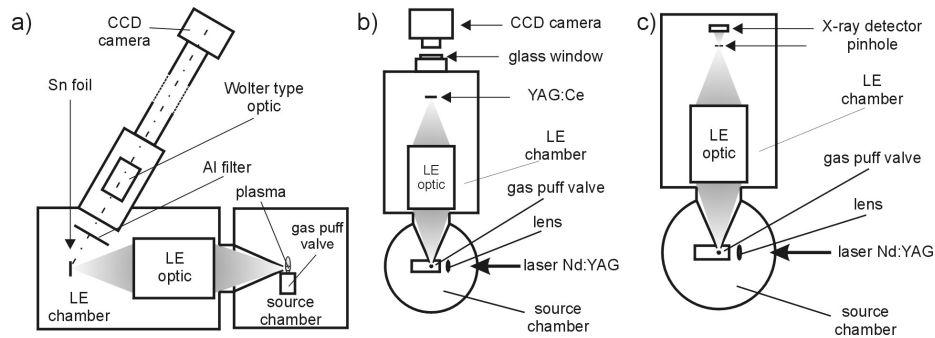 a)
CCD
camera
Sn foil
Wolter type
optic
Al filter
plasma
gas puff
valve
LE
optic
LE
chamber
source
chamber
b)
CCD camera
glass window
YAG:Ce
LE
chamber
LE
optic
gas puff valve
lens
laser Nd:YAG
source
chamber
c)
X-ray detector
pinhole
LE
chamber
LE
optic
gas puff valve
lens
laser Nd:YAG
source
chamber